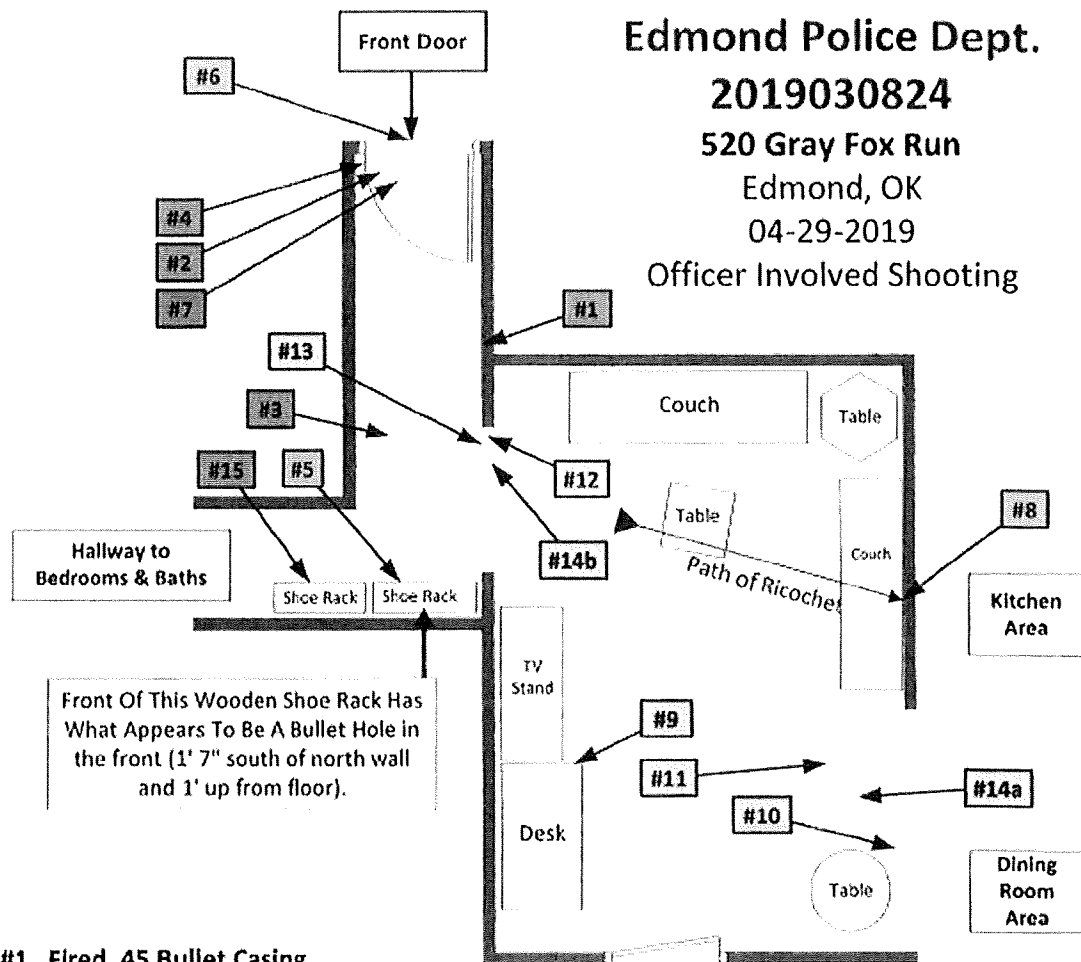 Edmond Police Dept.
2019030824
520 Gray Fox Run
Edmond, OK
04-29-2019
Officer Involved Shooting
Front Door
#6
#4
#2
#7
#1
#13
#3
#12
#15
#5
#14b
Couch
Table
Table
Couch
Path of Ricochet
#8
Hallway to
Bedrooms & Baths
Shoe Rack
Shoe Rack
Kitchen
Area
Front Of This Wooden Shoe Rack Has
What Appears To Be A Bullet Hole in
the front (1' 7" south of north wall
and 1' up from floor).
TV
Stand
#9
#11
#14a
#10
Desk
Table
Dining
Room
Area
#1 Fired .45 Bullet Casing